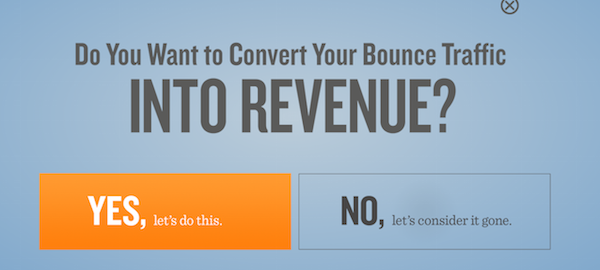 Do You Want to Convert Your Bounce Traffic
INTO REVENUE?
YES, let's do this.
NO, let's consider it gone.